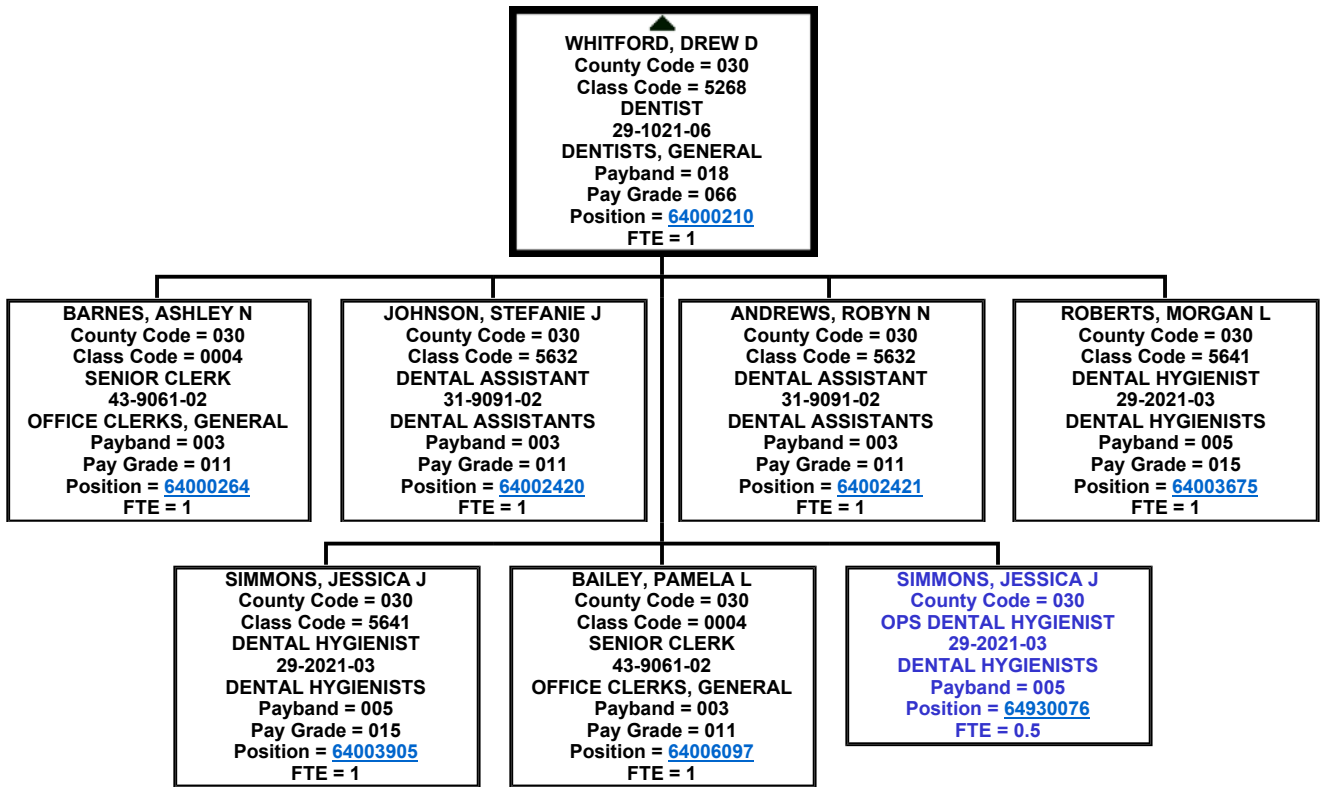 WHITFORD, DREW D
County Code = 030
Class Code = 5268
DENTIST
29-1021-06
DENTISTS, GENERAL
Payband = 018
Pay Grade = 066
Position = 64000210
FTE = 1
BARNES, ASHLEY N
County Code = 030
Class Code = 0004
SENIOR CLERK
43-9061-02
OFFICE CLERKS, GENERAL
Payband = 003
Pay Grade = 011
Position = 64000264
FTE = 1
JOHNSON, STEFANIE J
County Code = 030
Class Code = 5632
DENTAL ASSISTANT
31-9091-02
DENTAL ASSISTANTS
Payband = 003
Pay Grade = 011
Position = 64002420
FTE = 1
ANDREWS, ROBYN N
County Code = 030
Class Code = 5632
DENTAL ASSISTANT
31-9091-02
DENTAL ASSISTANTS
Payband = 003
Pay Grade = 011
Position = 64002421
FTE = 1
ROBERTS, MORGAN L
County Code = 030
Class Code = 5641
DENTAL HYGIENIST
29-2021-03
DENTAL HYGIENISTS
Payband = 005
Pay Grade = 015
Position = 64003675
FTE = 1
SIMMONS, JESSICA J
County Code = 030
Class Code = 5641
DENTAL HYGIENIST
29-2021-03
DENTAL HYGIENISTS
Payband = 005
Pay Grade = 015
Position = 64003905
FTE = 1
BAILEY, PAMELA L
County Code = 030
Class Code = 0004
SENIOR CLERK
43-9061-02
OFFICE CLERKS, GENERAL
Payband = 003
Pay Grade = 011
Position = 64006097
FTE = 1
SIMMONS, JESSICA J
County Code = 030
OPS DENTAL HYGIENIST
29-2021-03
DENTAL HYGIENISTS
Payband = 005
Position = 64930076
FTE = 0.5